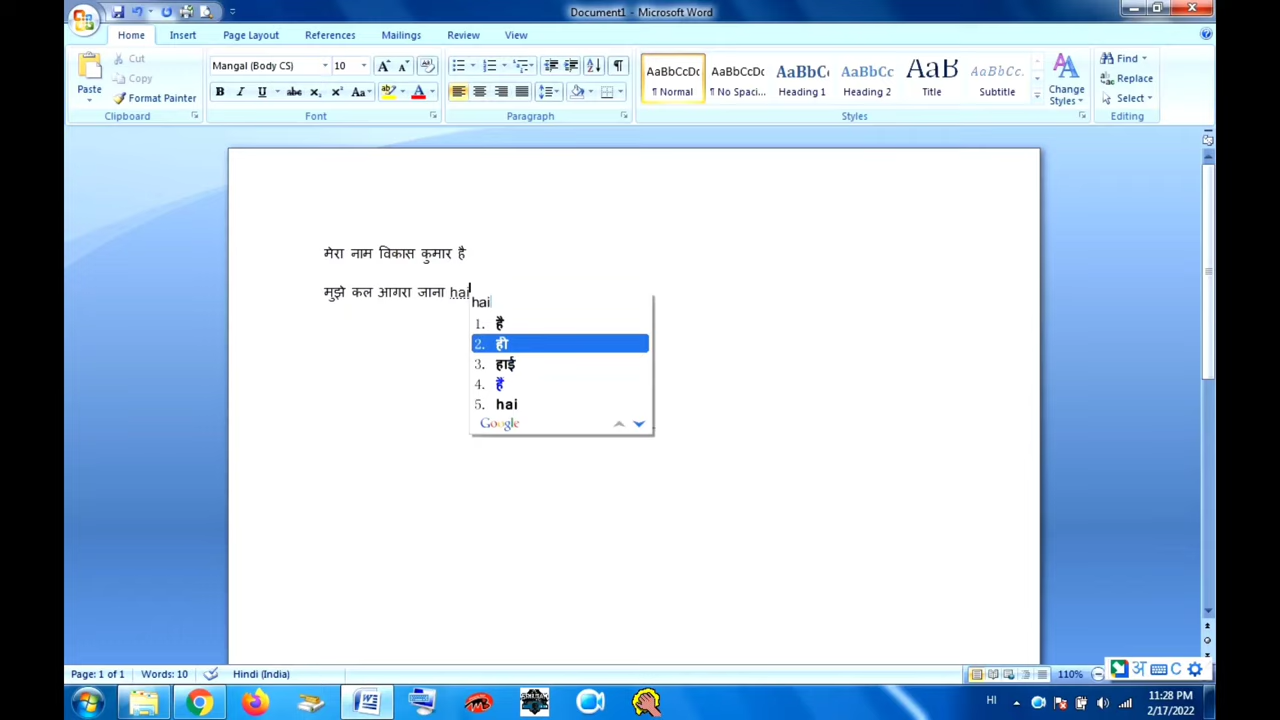 Document1 - Microsoft Word
Home Insert Page Layout References Mailings Review View
Paste
Cut
Copy
Format Painter
Clipboard
Mangal (Body CS) 10
Font
Paragraph
AaBbCcDc AaBbCcDc AaBbCc AaBbCc AaB AaBbCc.
¶ Normal ¶ No Spaci... Heading 1 Heading 2 Title Subtitle
Change Styles
Styles
Find
Replace
Select
Editing
मेरा नाम विकास कुमार है
मुझे कल आगरा जाना hai
hai
1. है
2. ही
3. हाई
4. हैं
5. hai
Google
Page: 1 of 1 Words: 10 Hindi (India) 110%
अ
HI
11:28 PM
2/17/2022